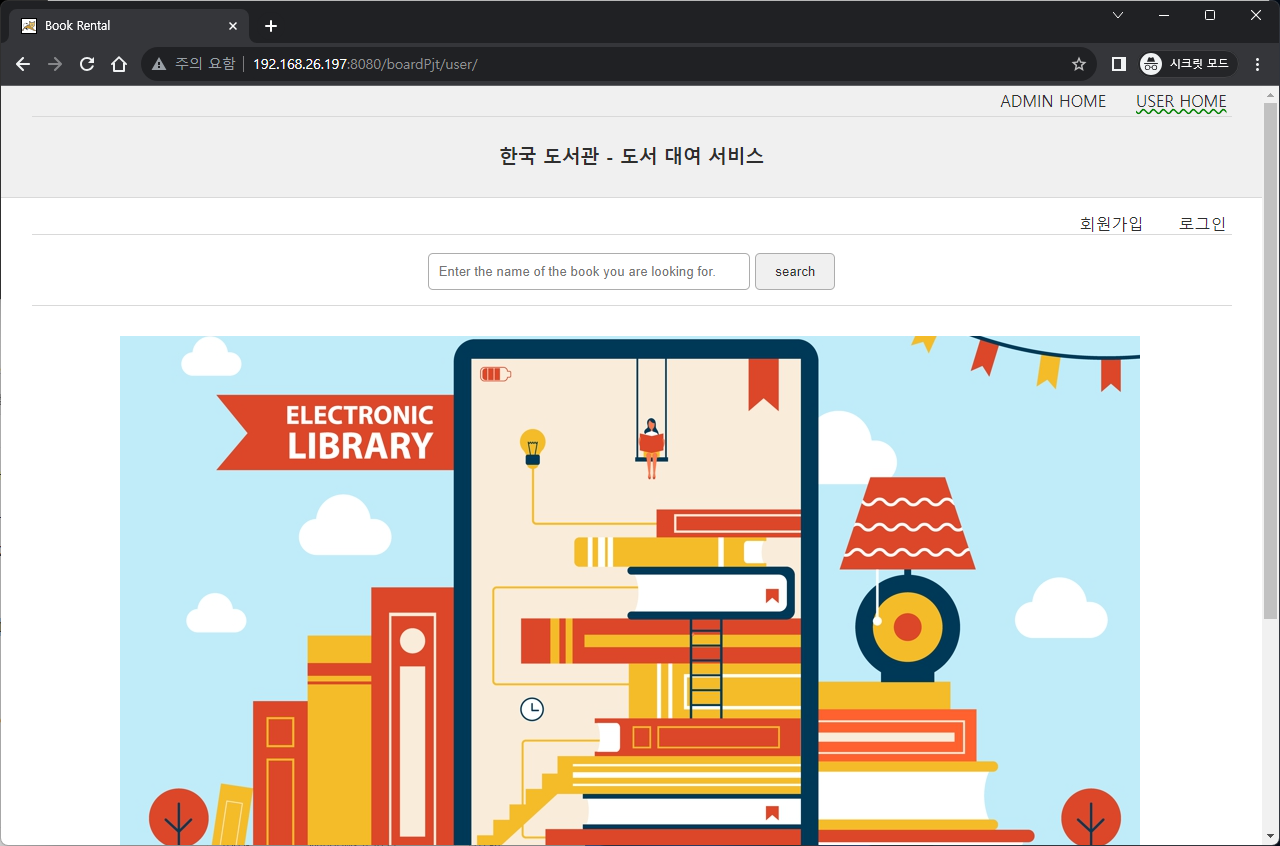 Book Rental
주의 요함
192.168.26.197:8080/boardPjt/user/
시크릿 모드
ADMIN HOME USER HOME
한국 도서관 - 도서 대여 서비스
회원가입 로그인
Enter the name of the book you are looking for. search
ELECTRONIC
LIBRARY